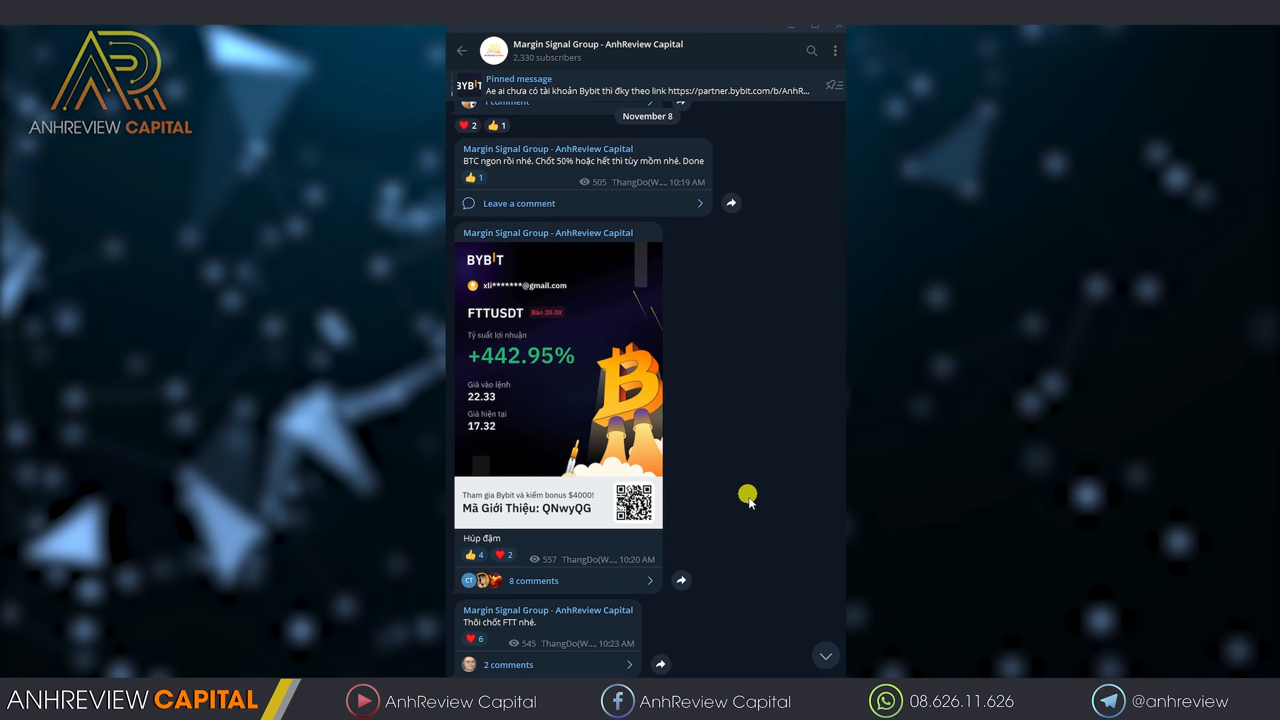 ANHREVIEW CAPITAL
Margin Signal Group - AnhReview Capital
2,330 subscribers
BYBIT
Pinned message
Ae ai chưa có tài khoản Bybit thì đky theo link https://partner.bybit.com/b/AnhR...
1 comment
November 8
2
1
Margin Signal Group - AnhReview Capital
BTC ngon rồi nhé. Chốt 50% hoặc hết thì tùy mồm nhé. Done
1
505 ThangDo(W..., 10:19 AM
Leave a comment
Margin Signal Group - AnhReview Capital
BYBIT
xli*******@gmail.com
FTTUSDT Bán 20.0X
Tỷ suất lợi nhuận
+442.95%
Giá vào lệnh
22.33
Giá hiện tại
17.32
Tham gia Bybit và kiếm bonus $4000!
Mã Giới Thiệu: QNwyQG
Húp đậm
4
2
557 ThangDo(W..., 10:20 AM
CT
8 comments
Margin Signal Group - AnhReview Capital
Thôi chốt FTT nhé.
6
545 ThangDo(W..., 10:23 AM
2 comments
ANHREVIEW CAPITAL
AnhReview Capital
AnhReview Capital
08.626.11.626
@anhreview